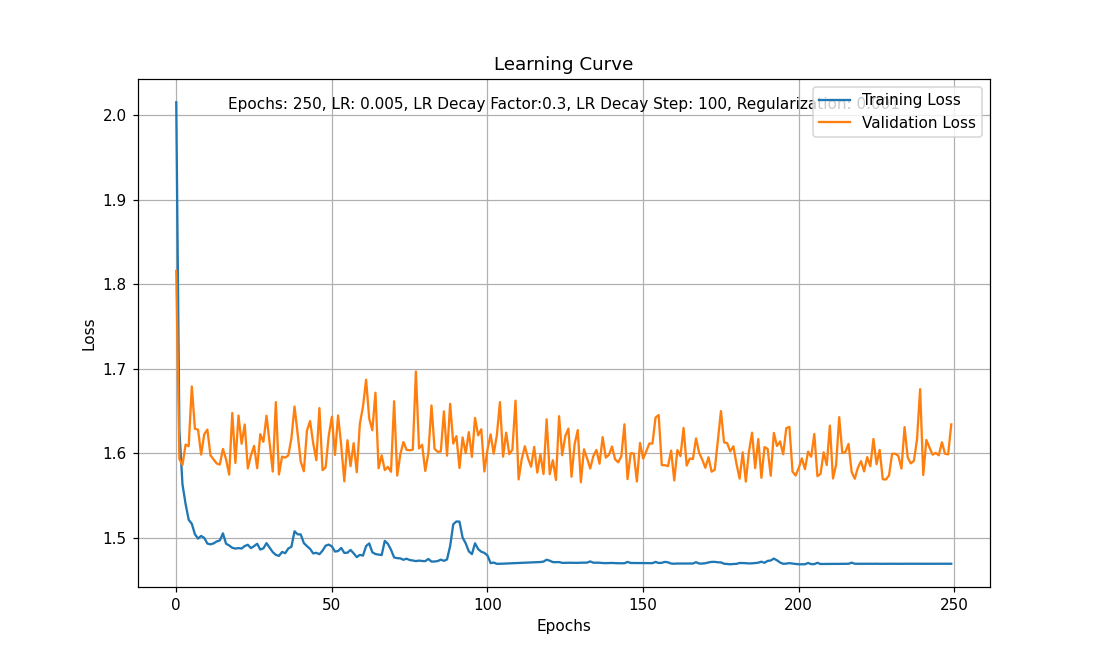 Learning Curve
Epochs: 250, LR: 0.005, LR Decay Factor:0.3, LR Decay Step: 100, Regularization: 0.001
Training Loss
Validation Loss
2.0
1.9
1.8
1.7
1.6
1.5
Loss
0 50 100 150 200 250
Epochs